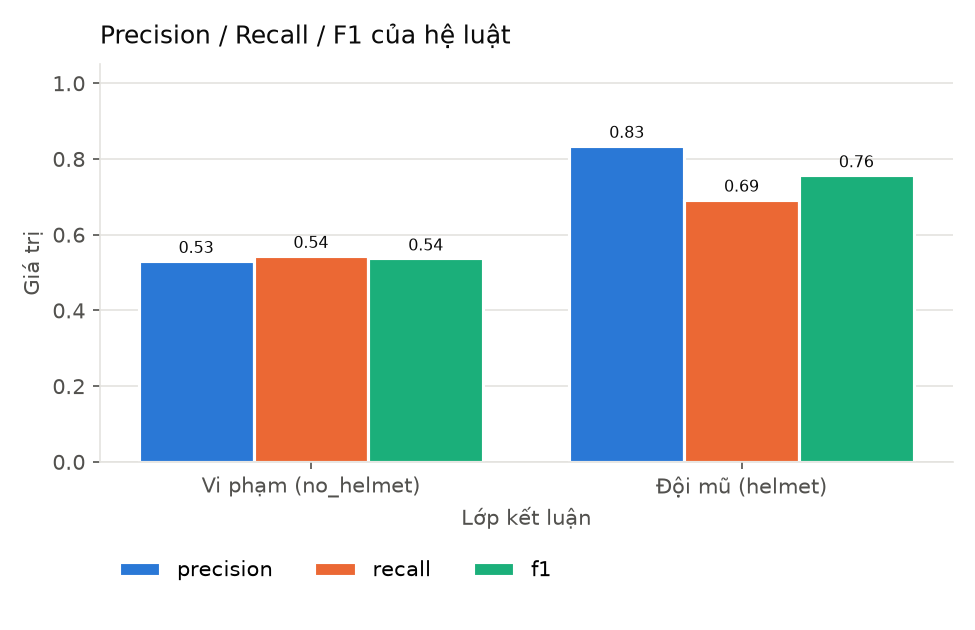 Precision / Recall / F1 của hệ luật
1.0
0.8
0.6
0.4
0.2
0.0
Giá trị
0.53
0.54
0.54
0.83
0.69
0.76
Vi phạm (no_helmet)
Đội mũ (helmet)
Lớp kết luận
precision
recall
f1